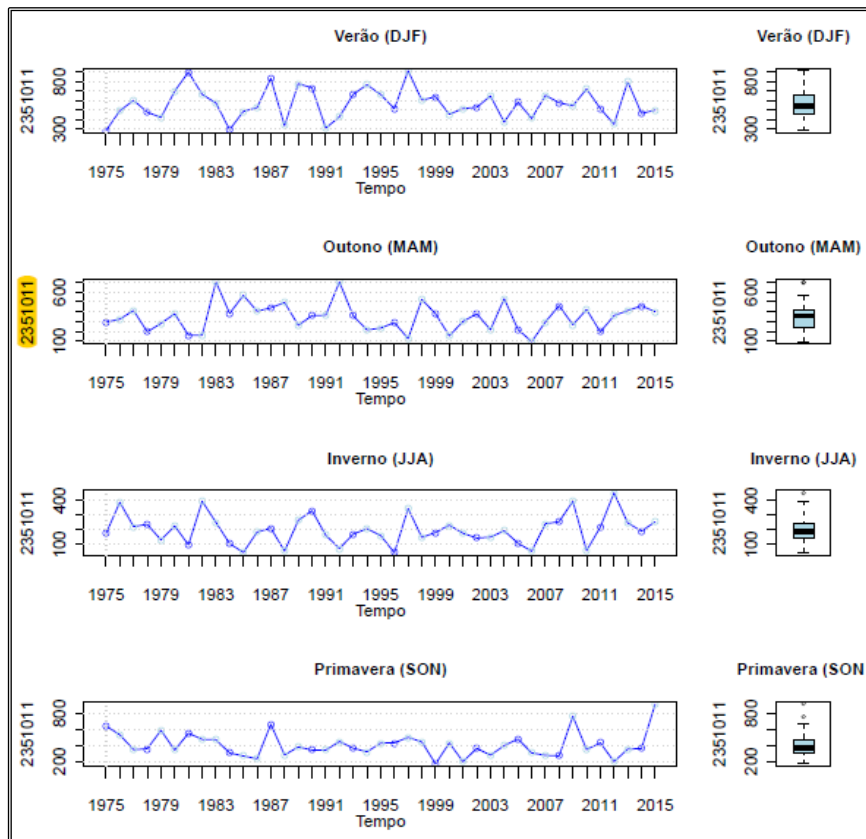 Verão (DJF)
2351011
300 800
1975 1979 1983 1987 1991 1995 1999 2003 2007 2011 2015
Tempo
Verão (DJF)
2351011
300 800
Outono (MAM)
2351011
100 600
1975 1979 1983 1987 1991 1995 1999 2003 2007 2011 2015
Tempo
Outono (MAM)
2351011
100 600
Inverno (JJA)
2351011
100 400
1975 1979 1983 1987 1991 1995 1999 2003 2007 2011 2015
Tempo
Inverno (JJA)
2351011
100 400
Primavera (SON)
2351011
200 800
1975 1979 1983 1987 1991 1995 1999 2003 2007 2011 2015
Tempo
Primavera (SON
2351011
200 800